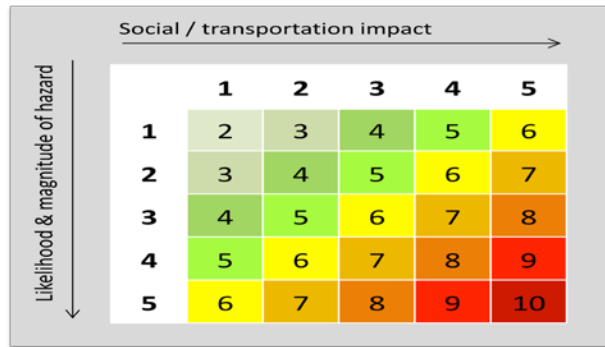 Social / transportation impact
Likelihood & magnitude of hazard
1 2 3 4 5
1 2 3 4 5 6
2 3 4 5 6 7
3 4 5 6 7 8
4 5 6 7 8 9
5 6 7 8 9 10